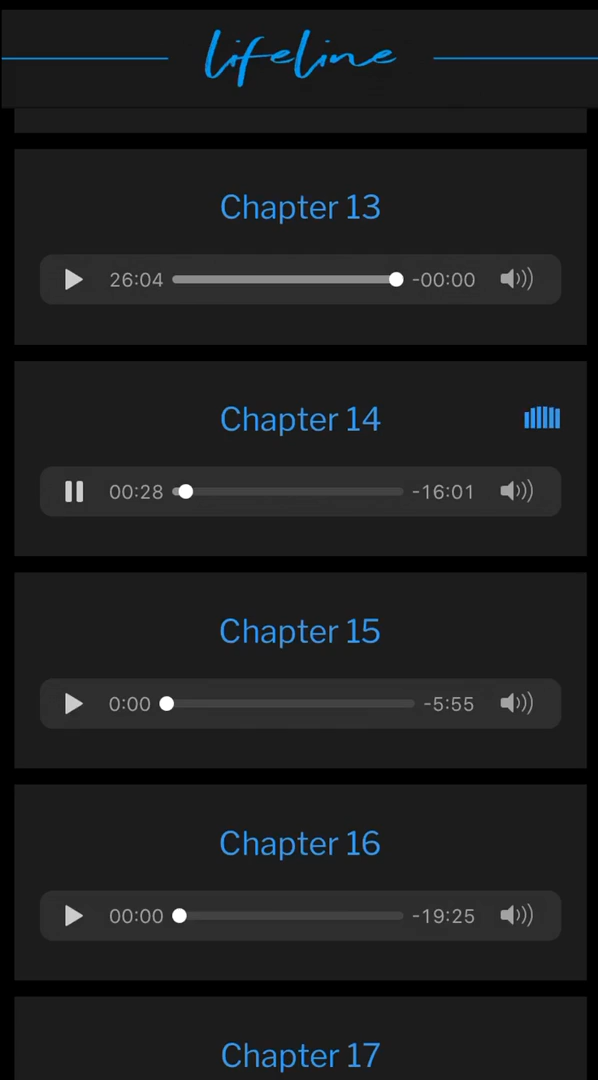 lifeline
Chapter 13
26:04 -00:00
Chapter 14
00:28 -16:01
Chapter 15
0:00 -5:55
Chapter 16
00:00 -19:25
Chapter 17